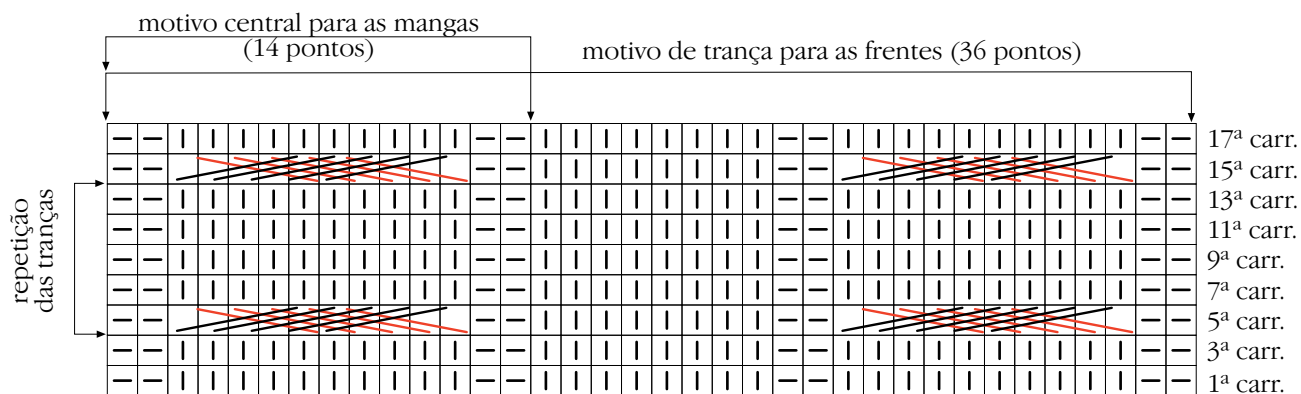 motivo central para as mangas
(14 pontos)
motivo de trança para as frentes (36 pontos)
17ª carr.
15ª carr.
13ª carr.
11ª carr.
9ª carr.
7ª carr.
5ª carr.
3ª carr.
1ª carr.
repetição
das tranças